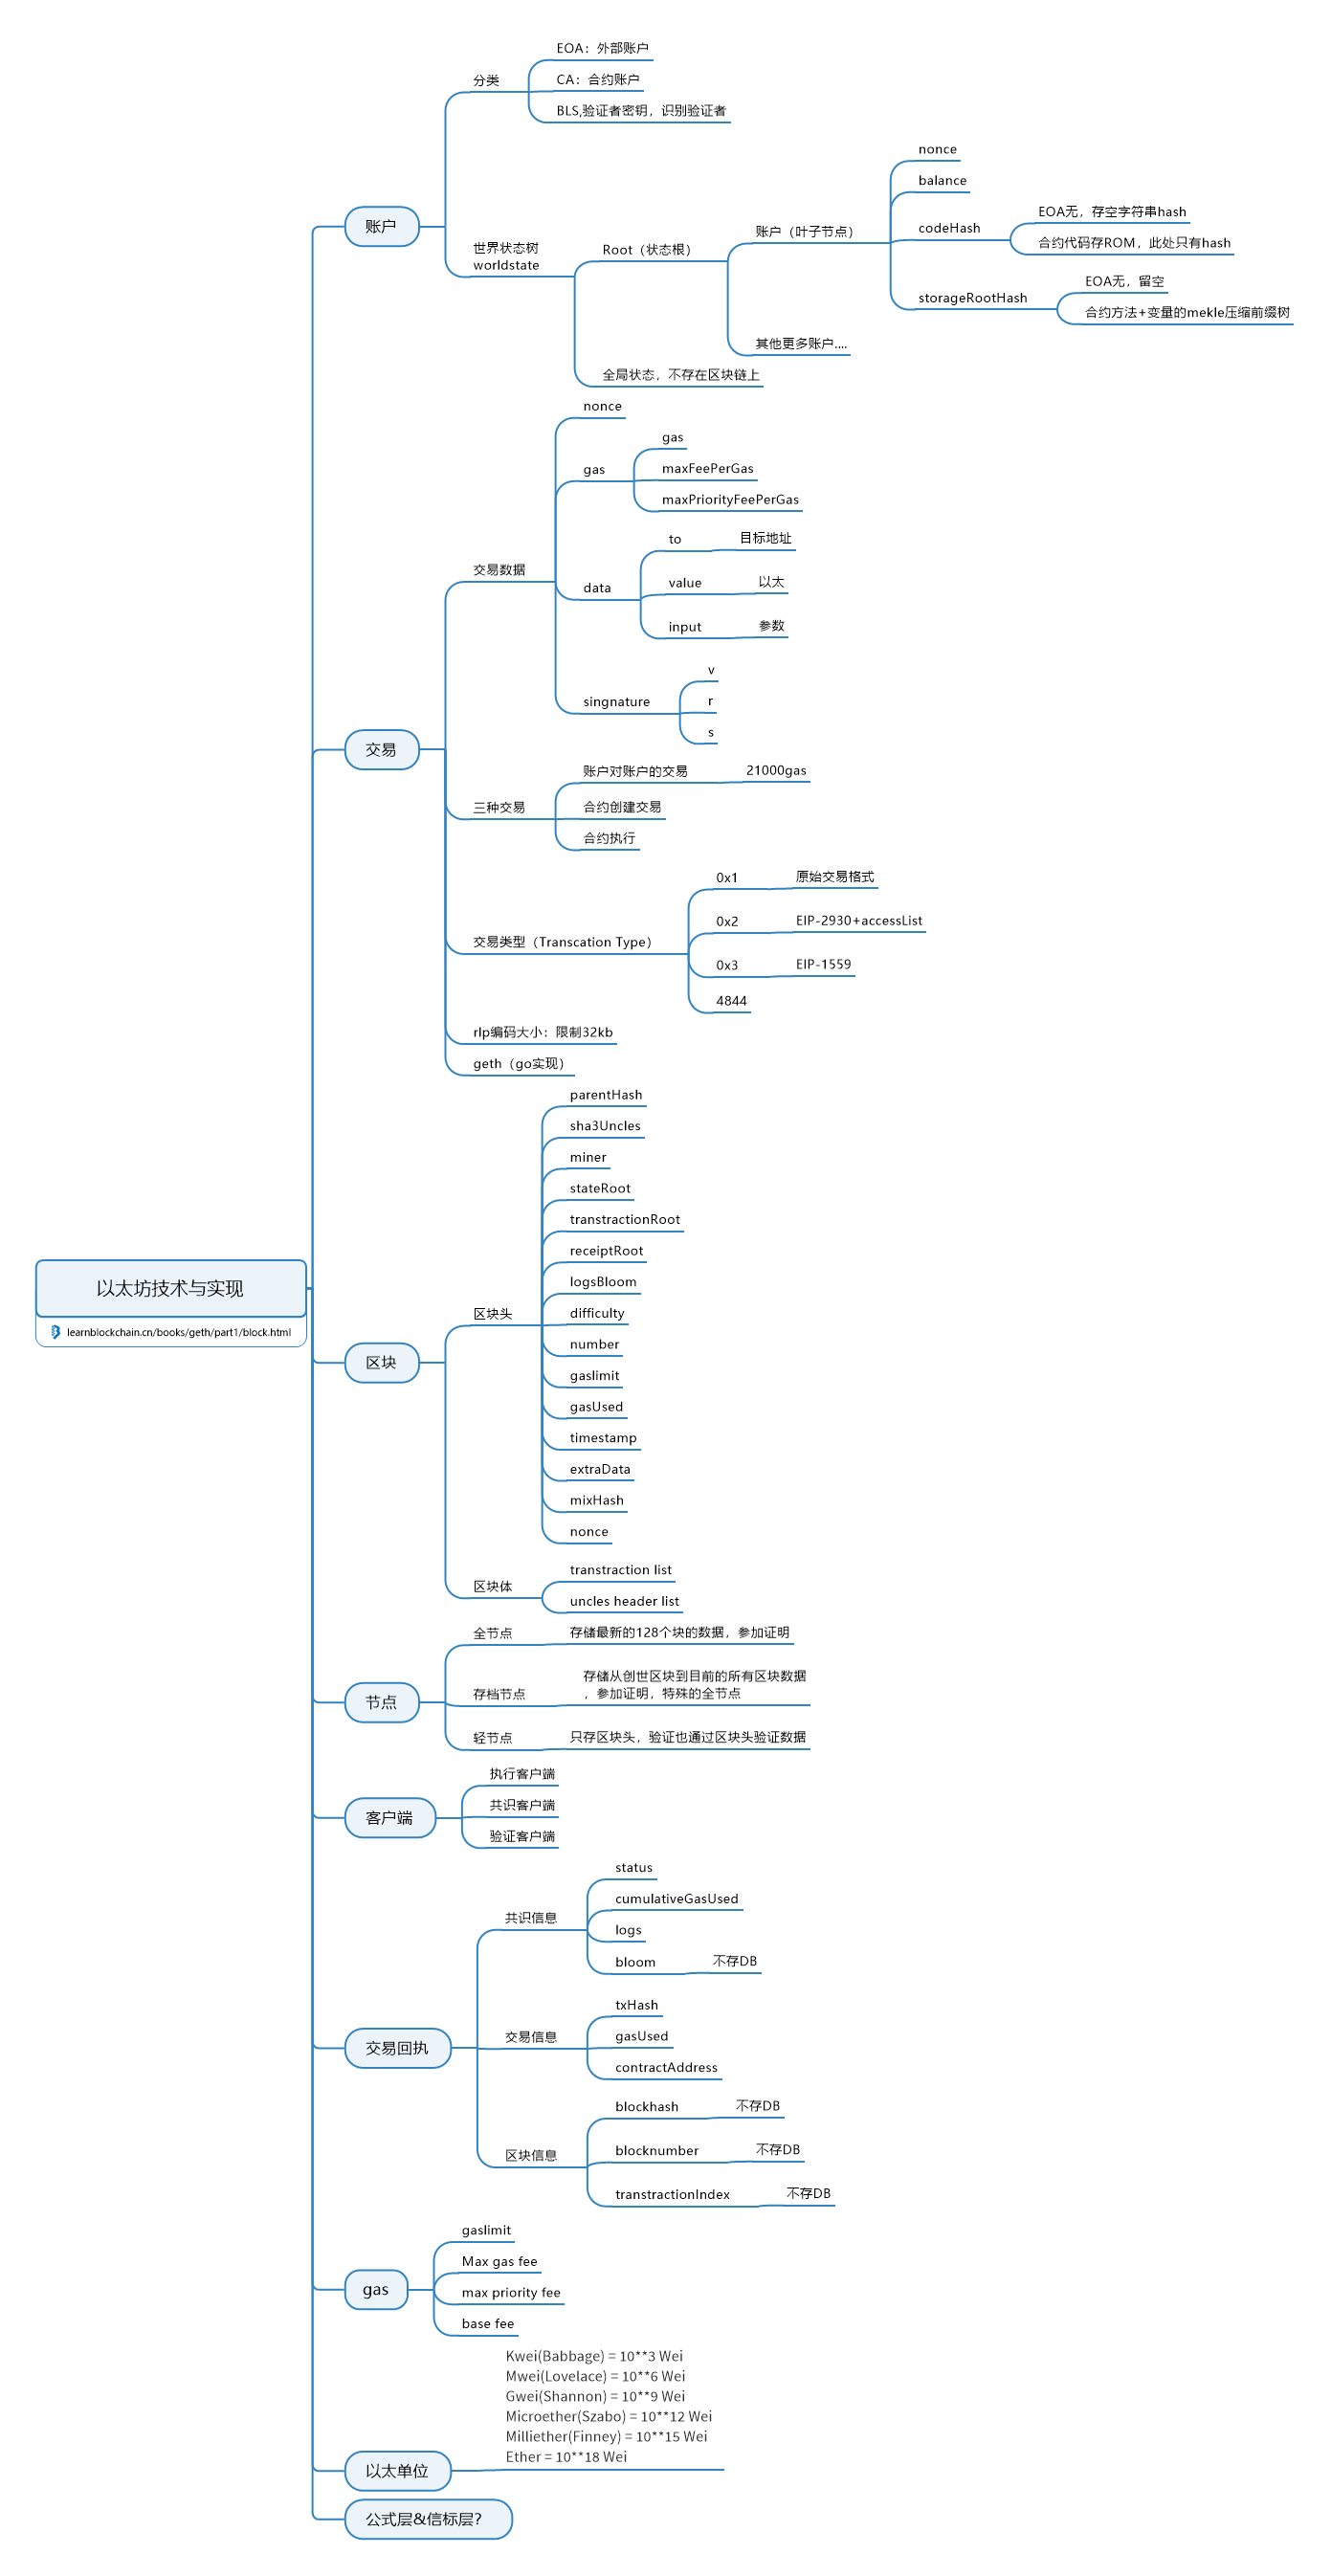 以太坊技术与实现
learnblockchain.cn/books/geth/part1/block.html
账户
分类
EOA：外部账户
CA：合约账户
BLS,验证者密钥，识别验证者
世界状态树
worldstate
Root（状态根）
账户（叶子节点）
nonce
balance
codeHash
EOA无，存空字符串hash
合约代码存ROM，此处只有hash
storageRootHash
EOA无，留空
合约方法+变量的mekle压缩前缀树
其他更多账户....
全局状态，不存在区块链上
交易
交易数据
nonce
gas
gas
maxFeePerGas
maxPriorityFeePerGas
data
to
目标地址
value
以太
input
参数
singnature
v
r
s
三种交易
账户对账户的交易
21000gas
合约创建交易
合约执行
交易类型（Transcation Type）
0x1
原始交易格式
0x2
EIP-2930+accessList
0x3
EIP-1559
4844
rlp编码大小：限制32kb
geth（go实现）
区块
区块头
parentHash
sha3Uncles
miner
stateRoot
transtractionRoot
receiptRoot
logsBloom
difficulty
number
gaslimit
gasUsed
timestamp
extraData
mixHash
nonce
区块体
transtraction list
uncles header list
节点
全节点
存储最新的128个块的数据，参加证明
存档节点
存储从创世区块到目前的所有区块数据
，参加证明，特殊的全节点
轻节点
只存区块头，验证也通过区块头验证数据
客户端
执行客户端
共识客户端
验证客户端
交易回执
共识信息
status
cumulativeGasUsed
logs
bloom
不存DB
交易信息
txHash
gasUsed
contractAddress
区块信息
blockhash
不存DB
blocknumber
不存DB
transtractionIndex
不存DB
gas
gaslimit
Max gas fee
max priority fee
base fee
以太单位
Kwei(Babbage) = 10**3 Wei
Mwei(Lovelace) = 10**6 Wei
Gwei(Shannon) = 10**9 Wei
Microether(Szabo) = 10**12 Wei
Milliether(Finney) = 10**15 Wei
Ether = 10**18 Wei
公式层&信标层？